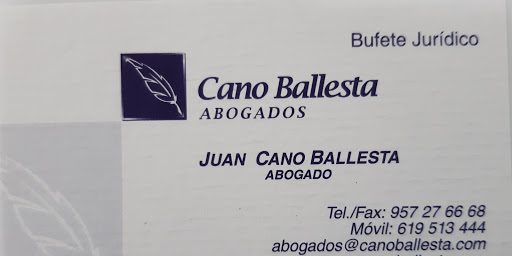 Bufete Jurídico
Cano Ballesta
ABOGADOS
JUAN CANO BALLESTA
ABOGADO
Tel./Fax: 957 27 66 68
Móvil: 619 513 444
abogados@canoballesta.com